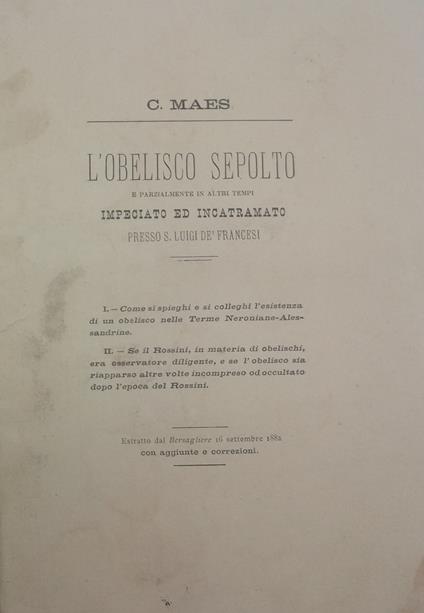 C. MAES
L'OBELISCO SEPOLTO
E PARZIALMENTE IN ALTRI TEMPI
IMPECIATO ED INCATRAMATO
PRESSO S. LUIGI DE' FRANCESI
I. — Come si spieghi e si colleghi l'esistenza
di un obelisco nelle Terme Neroniane-Ales-
sandrine.
II. — Se il Rossini, in materia di obelischi,
era osservatore diligente, e se l'obelisco sia
riapparso altre volte incompreso od occultato
dopo l'epoca del Rossini.
Estratto dal Bersagliere 16 settembre 1882
con aggiunte e correzioni.